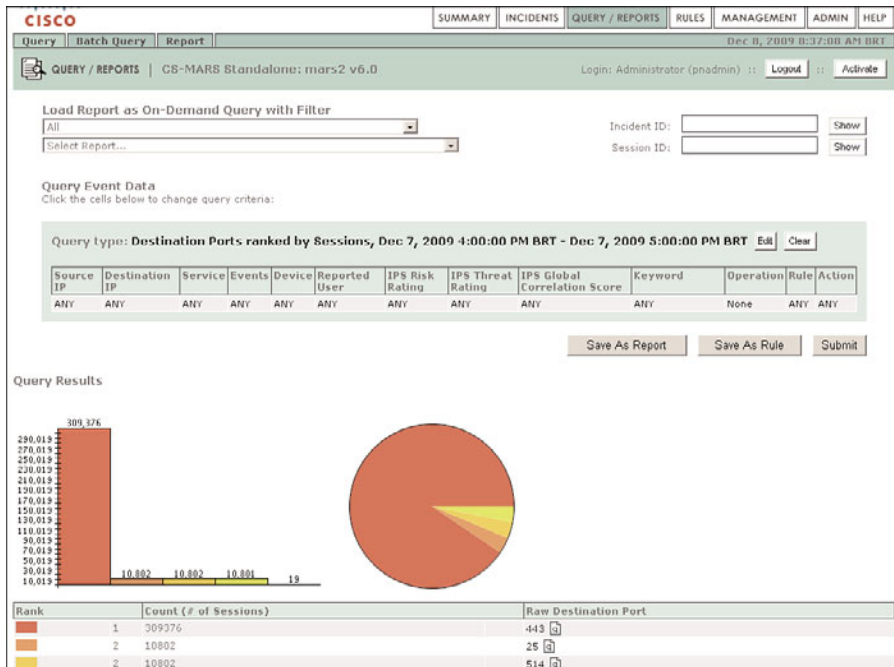 CISCO
SUMMARY INCIDENTS QUERY / REPORTS RULES MANAGEMENT ADMIN HELP
Query Batch Query Report Dec 8, 2009 8:37:08 AM BRT
QUERY / REPORTS | CS-MARS Standalone: mars2 v6.0 Login: Administrator (pnadmin) :: Logout :: Activate
Load Report as On-Demand Query with Filter
All
Select Report...
Incident ID: Show
Session ID: Show
Query Event Data
Click the cells below to change query criteria:
Query type: Destination Ports ranked by Sessions, Dec 7, 2009 4:00:00 PM BRT - Dec 7, 2009 5:00:00 PM BRT Edit Clear
Source IP Destination IP Service Events Device Reported User IPS Risk Rating IPS Threat Rating IPS Global Correlation Score Keyword Operation Rule Action
ANY ANY ANY ANY ANY ANY ANY ANY ANY ANY None ANY ANY
Save As Report Save As Rule Submit
Query Results
309,376
290,019
270,019
250,019
230,019
210,019
190,019
170,019
150,019
130,019
110,019
90,019
70,019
50,019
30,019
10,019
10,802 10,802 10,801 19
Rank Count (# of Sessions) Raw Destination Port
1 309376 443 q
2 10802 25 q
2 10802 514 q